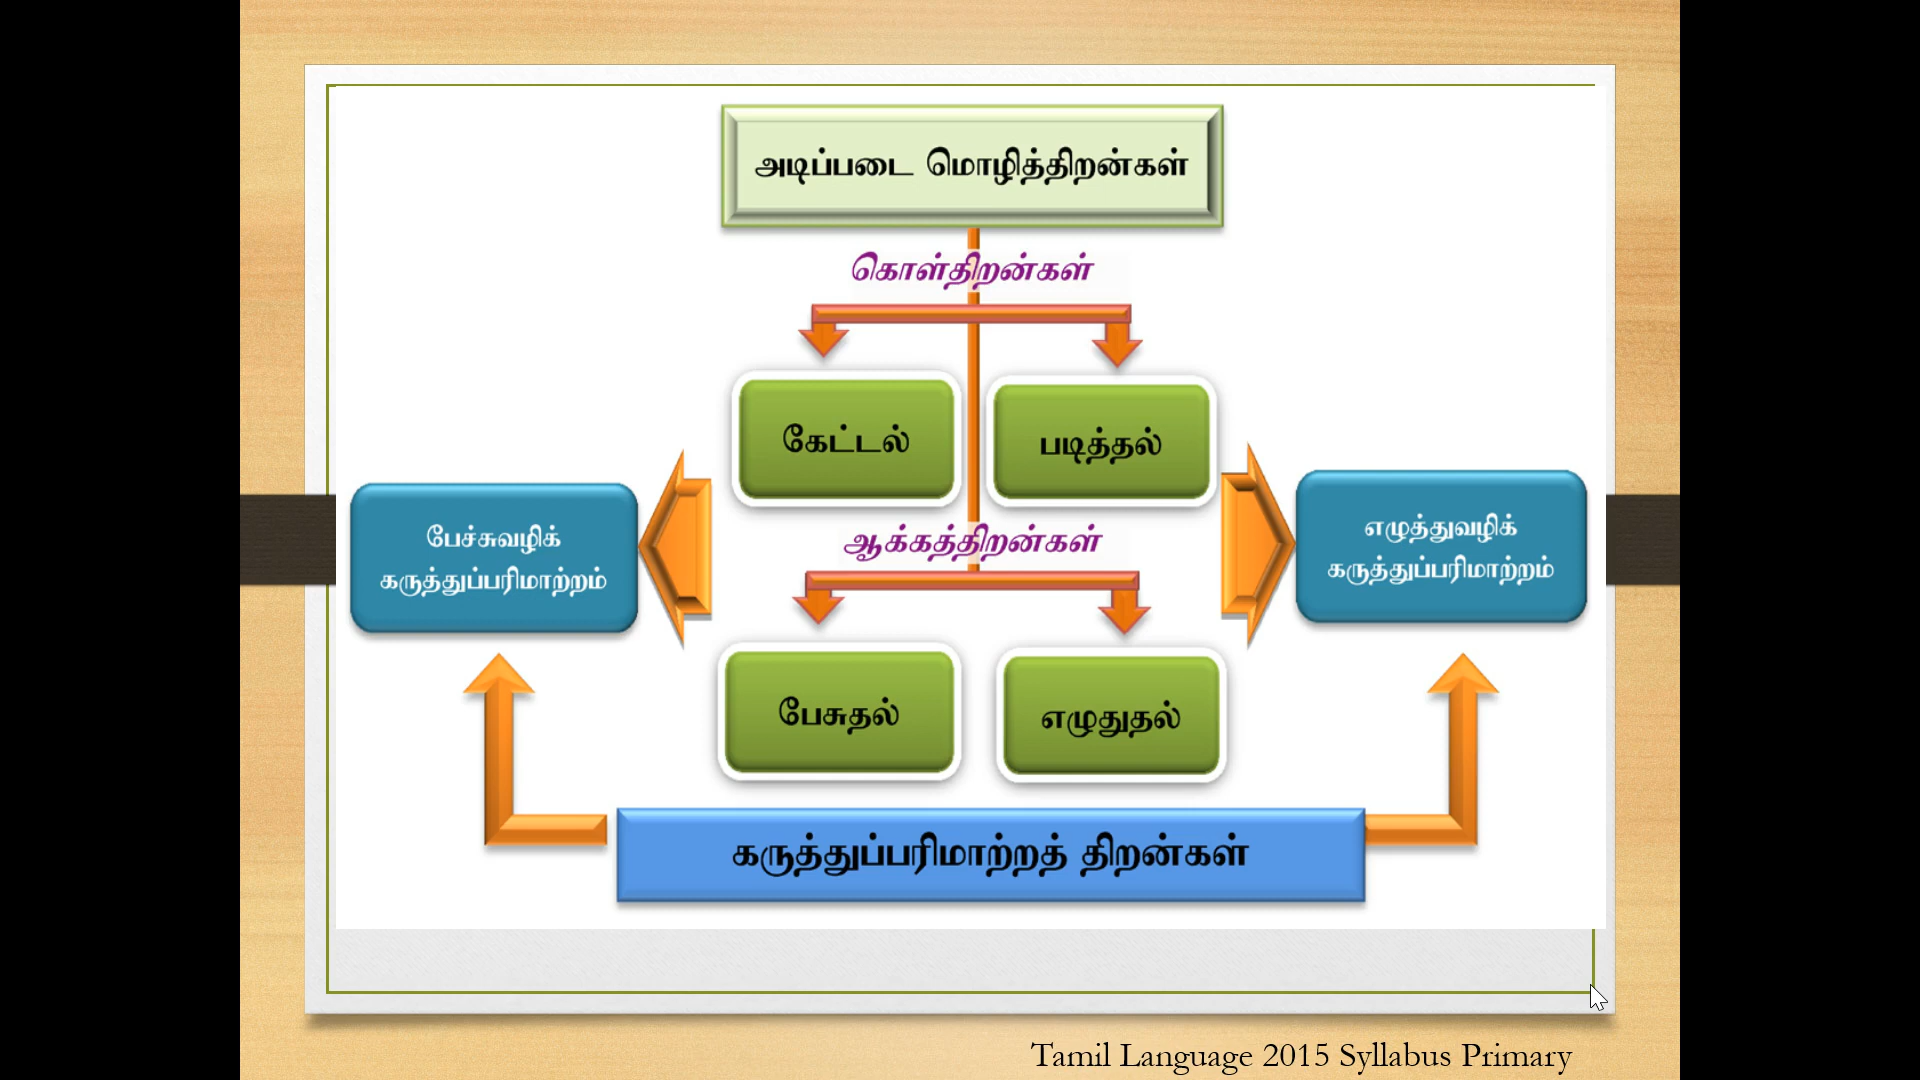 அடிப்படை மொழித்திறன்கள்
கொள்திறன்கள்
கேட்டல்
படித்தல்
பேச்சுவழிக்
கருத்துப்பரிமாற்றம்
எழுத்துவழிக்
கருத்துப்பரிமாற்றம்
ஆக்கத்திறன்கள்
பேசுதல்
எழுதுதல்
கருத்துப்பரிமாற்றத் திறன்கள்
Tamil Language 2015 Syllabus Primary